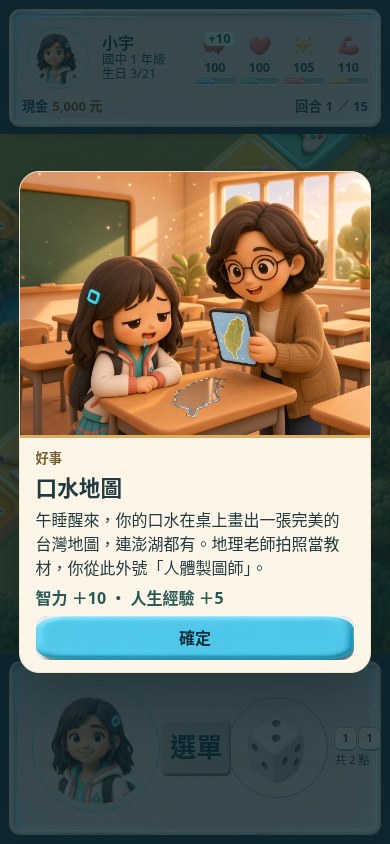 小宇
國中 1 年級
生日 3/21
+10
100
100
105
110
現金 5,000 元
回合 1 ／ 15
好事
口水地圖
午睡醒來，你的口水在桌上畫出一張完美的
台灣地圖，連澎湖都有。地理老師拍照當教
材，你從此外號「人體製圖師」。
智力 ＋10 · 人生經驗 ＋5
確定
選單
1 1
共 2 點